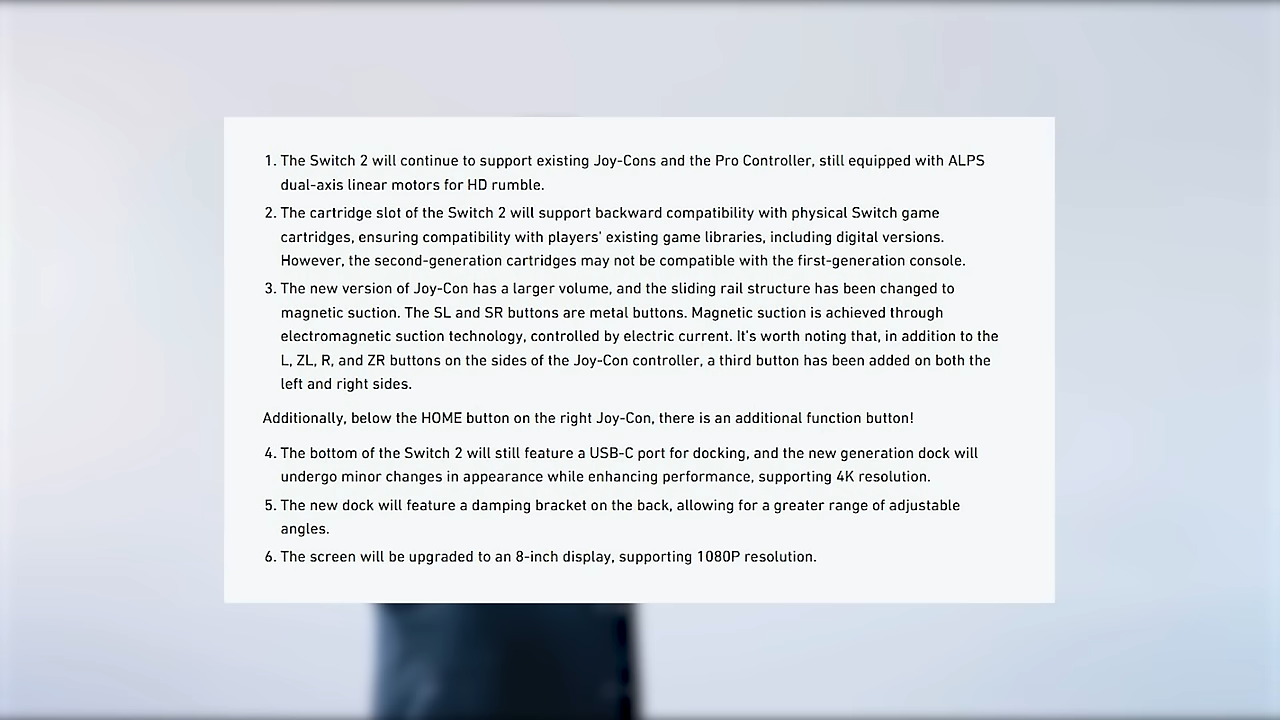 1. The Switch 2 will continue to support existing Joy-Cons and the Pro Controller, still equipped with ALPS
dual-axis linear motors for HD rumble.
2. The cartridge slot of the Switch 2 will support backward compatibility with physical Switch game
cartridges, ensuring compatibility with players' existing game libraries, including digital versions.
However, the second-generation cartridges may not be compatible with the first-generation console.
3. The new version of Joy-Con has a larger volume, and the sliding rail structure has been changed to
magnetic suction. The SL and SR buttons are metal buttons. Magnetic suction is achieved through
electromagnetic suction technology, controlled by electric current. It's worth noting that, in addition to the
L, ZL, R, and ZR buttons on the sides of the Joy-Con controller, a third button has been added on both the
left and right sides.
Additionally, below the HOME button on the right Joy-Con, there is an additional function button!
4. The bottom of the Switch 2 will still feature a USB-C port for docking, and the new generation dock will
undergo minor changes in appearance while enhancing performance, supporting 4K resolution.
5. The new dock will feature a damping bracket on the back, allowing for a greater range of adjustable
angles.
6. The screen will be upgraded to an 8-inch display, supporting 1080P resolution.